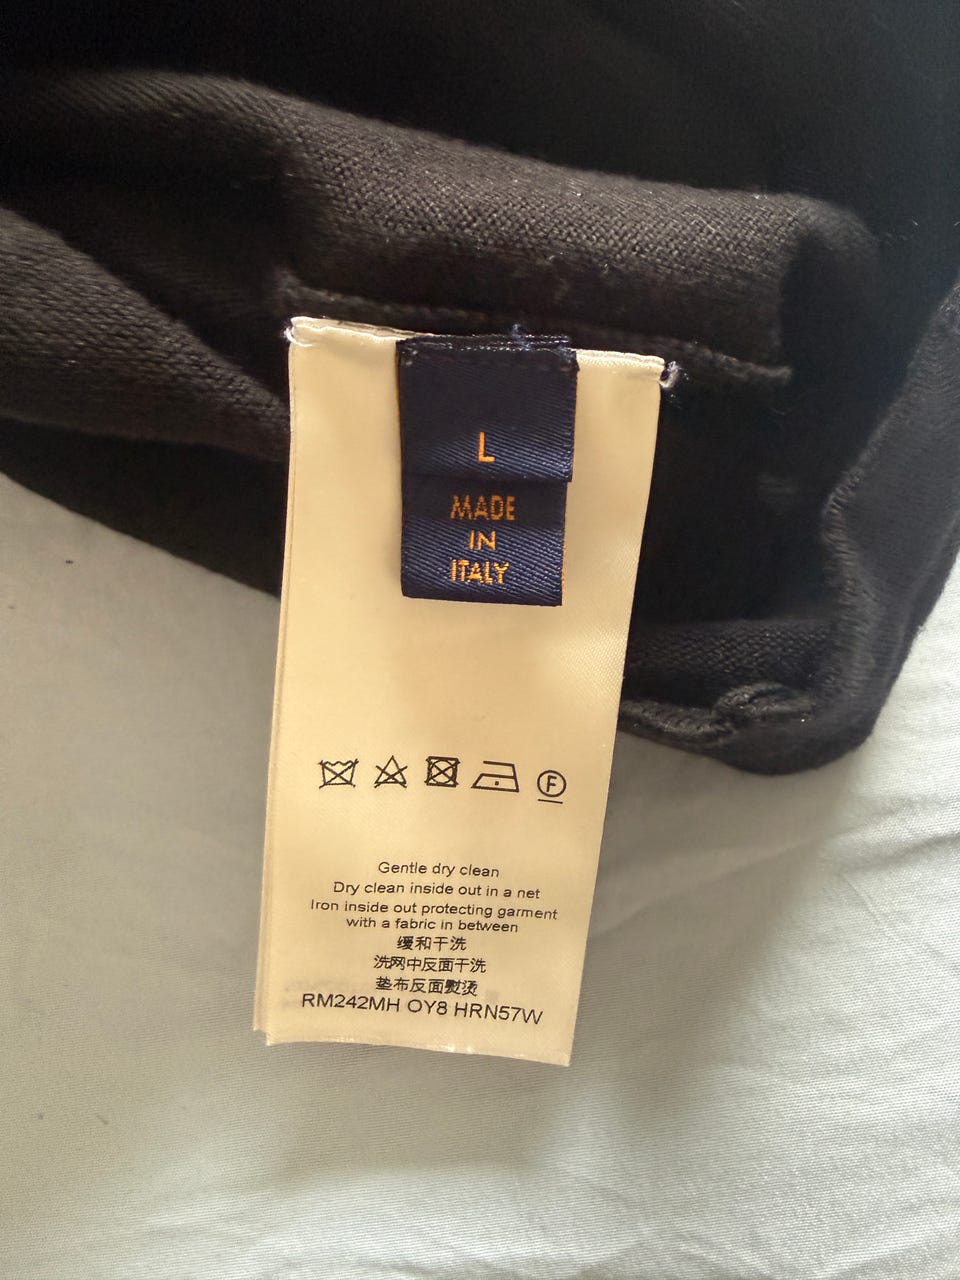 L
MADE
IN
ITALY
F
Gentle dry clean
Dry clean inside out in a net
Iron inside out protecting garment
with a fabric in between
缓和干洗
洗网中反面干洗
垫布反面熨烫
RM242MH OY8 HRN57W